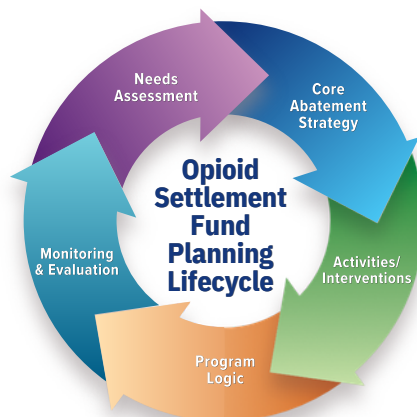 Needs
Assessment
Core
Abatement
Strategy
Opioid
Settlement
Fund
Planning
Lifecycle
Activities/
Interventions
Program
Logic
Monitoring
& Evaluation